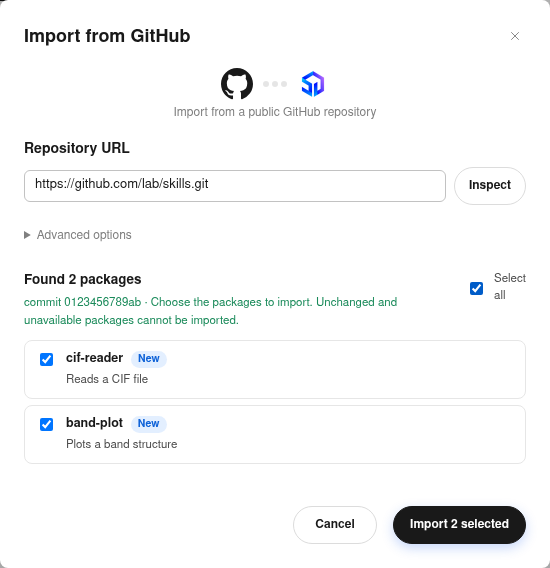 Import from GitHub
Import from a public GitHub repository
Repository URL
https://github.com/lab/skills.git
Inspect
Advanced options
Found 2 packages
Select
all
commit 0123456789ab · Choose the packages to import. Unchanged and
unavailable packages cannot be imported.
cif-reader New
Reads a CIF file
band-plot New
Plots a band structure
Cancel
Import 2 selected